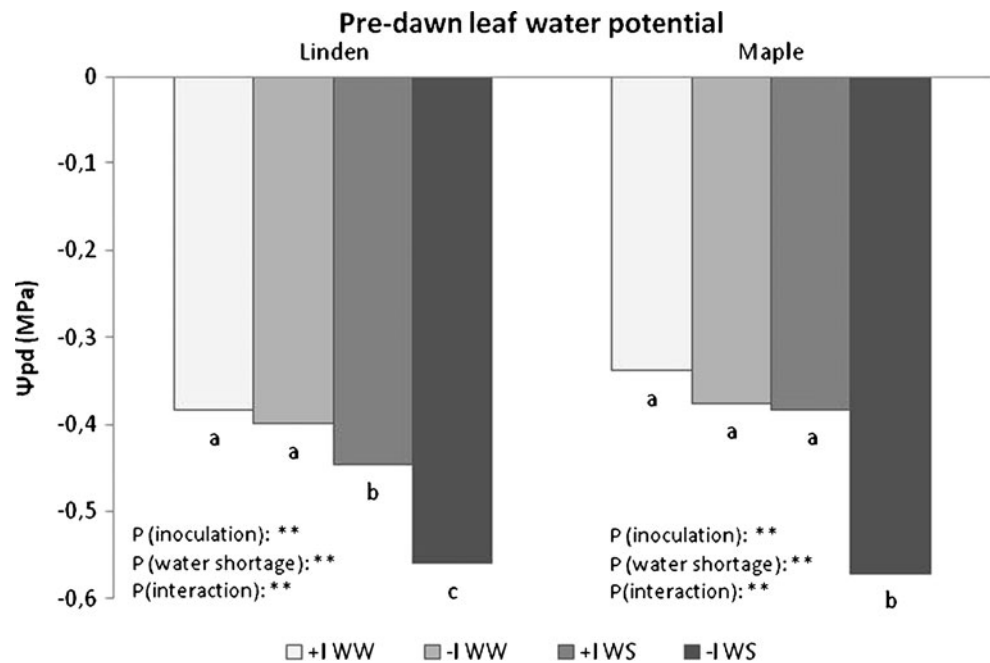 Pre-dawn leaf water potential
Linden Maple
0
-0,1
-0,2
-0,3
-0,4
-0,5
-0,6
Ψpd (MPa)
a a b c
a a a b
P (inoculation): **
P (water shortage): **
P(interaction): **
P (inoculation): **
P (water shortage): **
P(interaction): **
+I WW -I WW +I WS -I WS